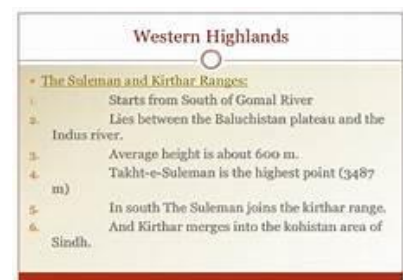 Western Highlands
• The Suleman and Kirthar Ranges:
1. Starts from South of Gomal River
2. Lies between the Baluchistan plateau and the
Indus river.
3. Average height is about 600 m.
4. Takht-e-Suleman is the highest point (3487
m)
5. In south The Suleman joins the kirthar range.
6. And Kirthar merges into the kohistan area of
Sindh.